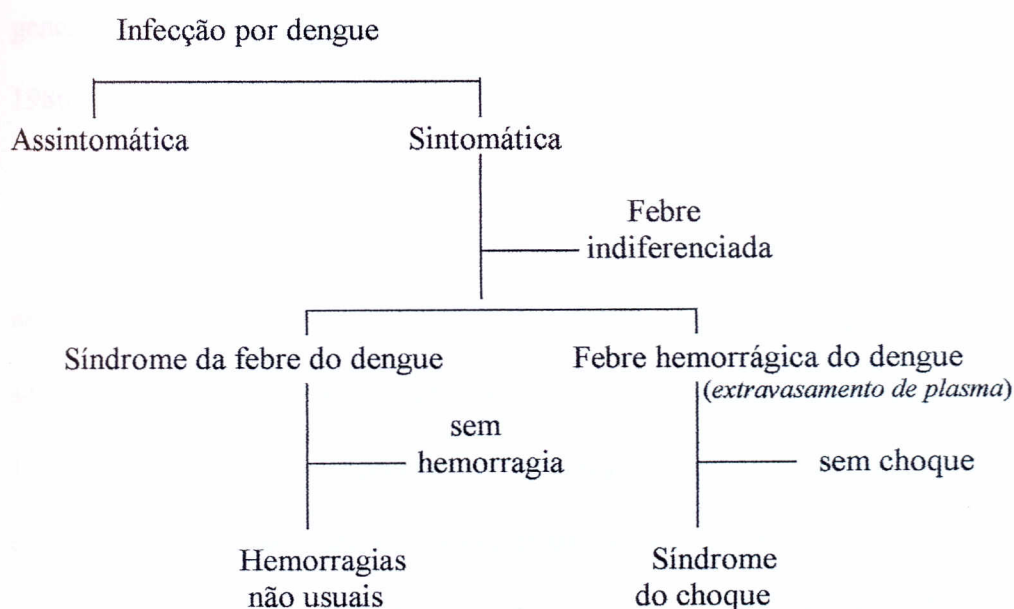 Infecção por dengue
Assintomática
Sintomática
Febre
indiferenciada
Síndrome da febre do dengue
Febre hemorrágica do dengue
(extravasamento de plasma)
sem
hemorragia
sem choque
Hemorragias
não usuais
Síndrome
do choque